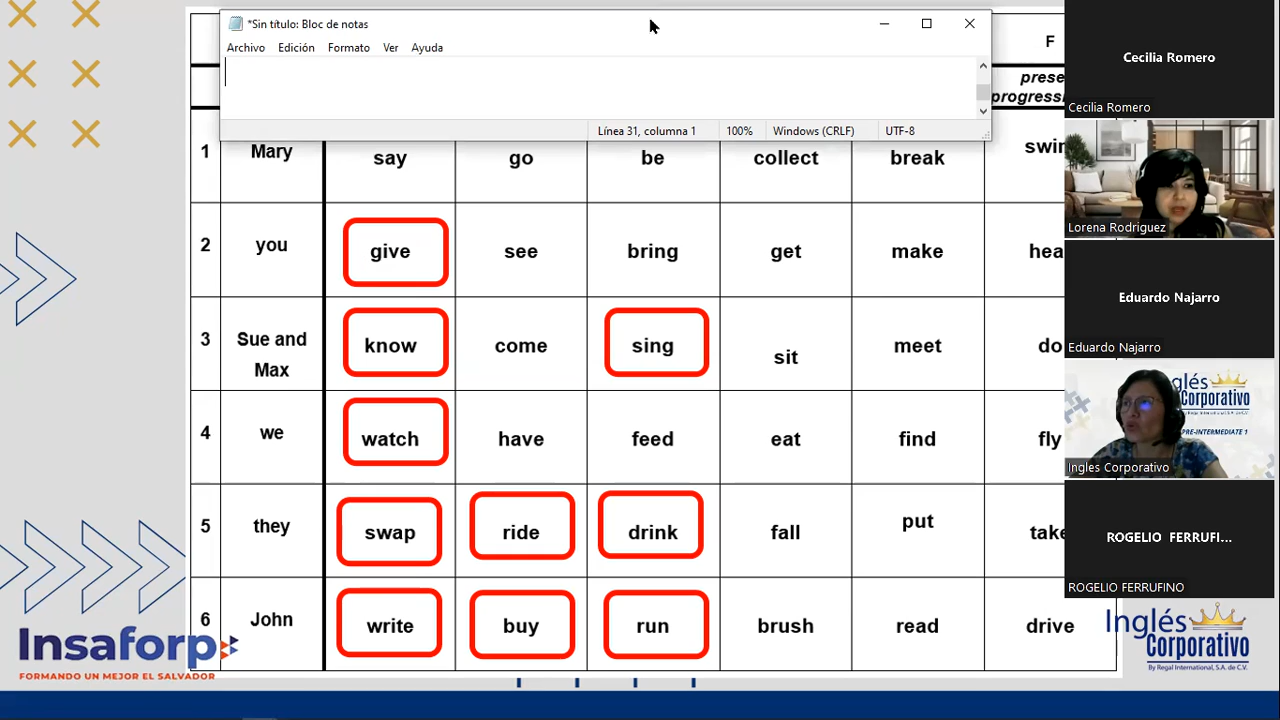 *Sin título: Bloc de notas
Archivo Edición Formato Ver Ayuda
Línea 31, columna 1 100% Windows (CRLF) UTF-8
F
prese
progressi
1 Mary say go be collect break swim
2 you give see bring get make hea
3 Sue and Max know come sing sit meet do
4 we watch have feed eat find fly
5 they swap ride drink fall put take
6 John write buy run brush read drive
Cecilia Romero
Cecilia Romero
Lorena Rodriguez
Eduardo Najarro
Eduardo Najarro
Inglés
Corporativo
PRE-INTERMEDIATE 1
Ingles Corporativo
ROGELIO FERRUFI...
ROGELIO FERRUFINO
Insaforp
FORMANDO UN MEJOR EL SALVADOR
Inglés
Corporativo
By Regal International, S.A. de C.V.